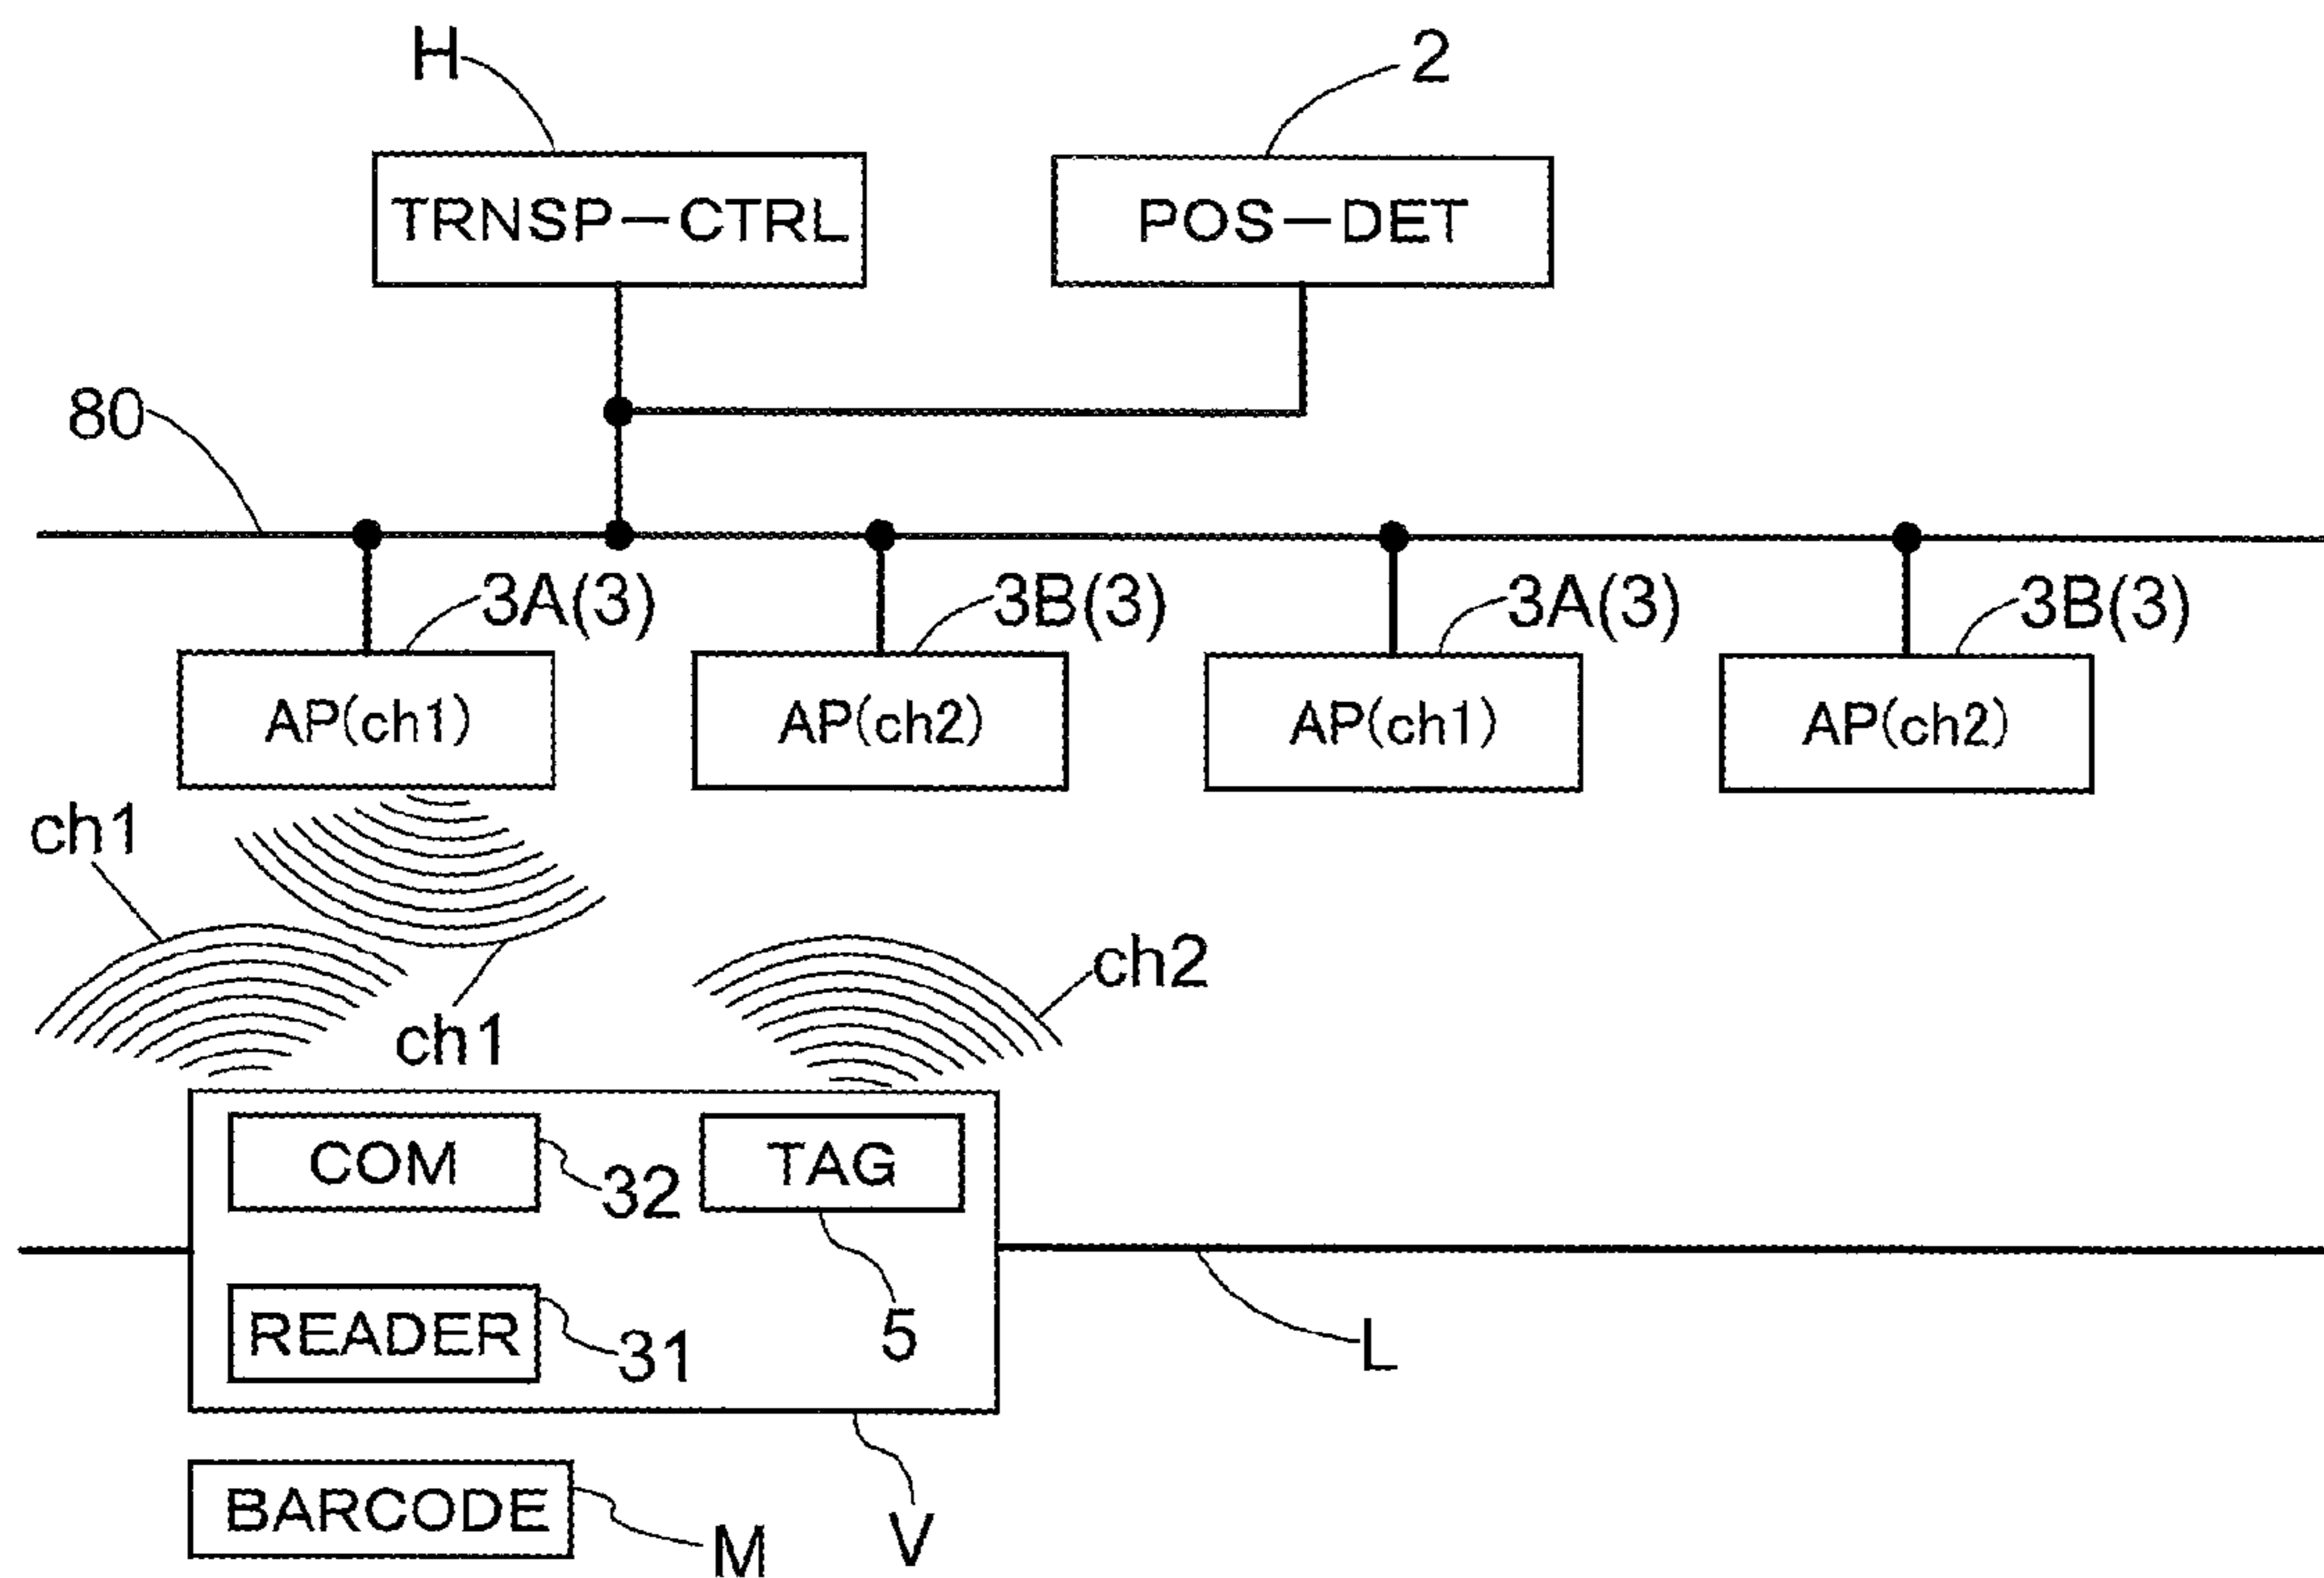 H
2
TRNSP-CTRL
POS-DET
80
3A(3)
3B(3)
3A(3)
3B(3)
AP(ch1)
AP(ch2)
AP(ch1)
AP(ch2)
ch1
ch2
ch1
COM
TAG
32
READER
31
5
L
BARCODE
M
V